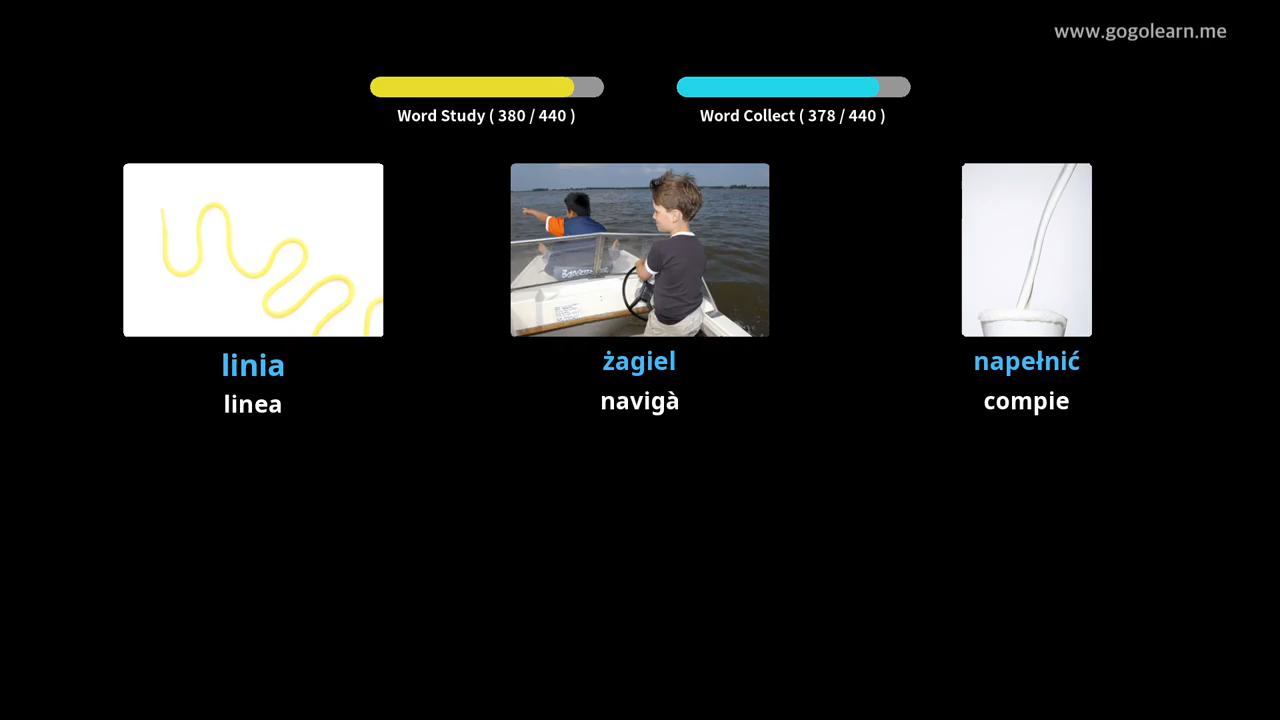 www.gogolearn.me
Word Study ( 380 / 440 )
Word Collect ( 378 / 440 )
linia
linea
żagiel
navigà
napełnić
compie